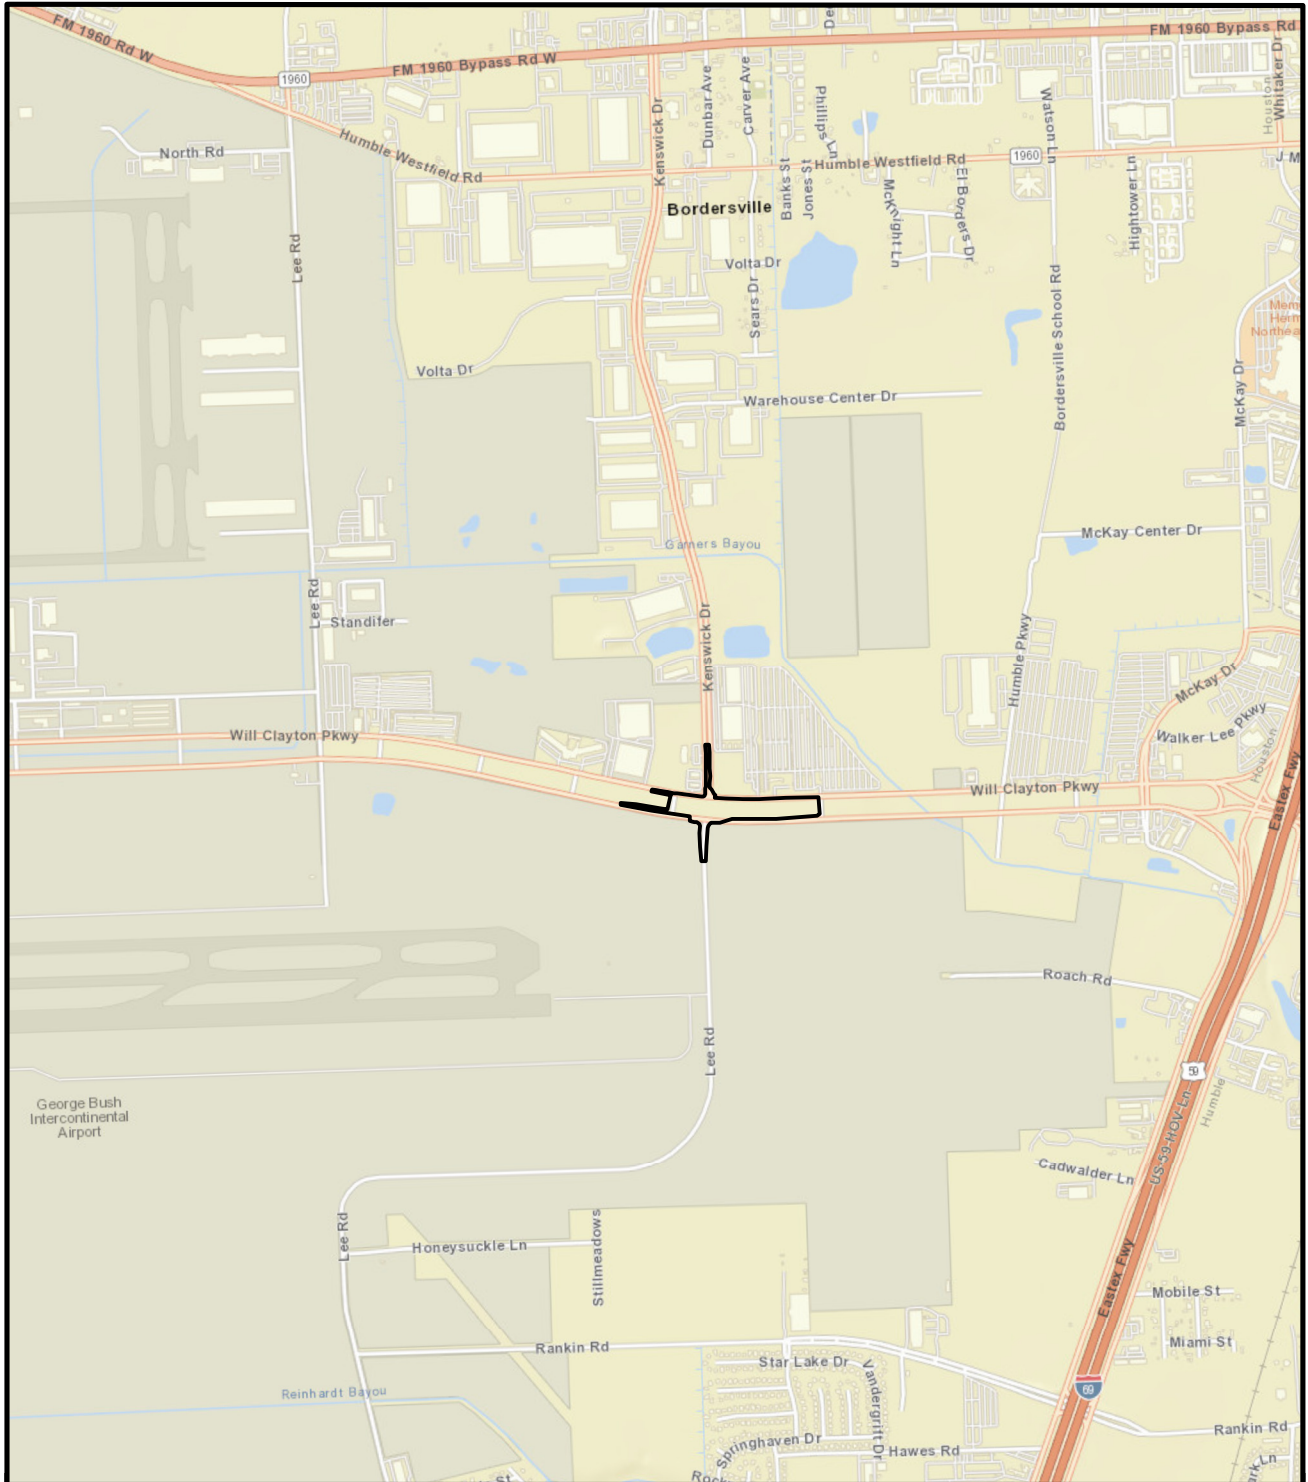 FM 1960 Rd W
1960
FM 1960 Bypass Rd W
FM 1960 Bypass Rd
Whitaker Dr
Houston
Dunbar Ave
Carver Ave
Phillips Ln
Watson Ln
Kenswick Dr
North Rd
Humble Westfield Rd
Humble Westfield Rd
1960
Banks St
Jones St
McKnight Ln
El Borders Dr
Hightower Ln
Bordersville
Lee Rd
Volta Dr
Sears Dr
Bordersville School Rd
Volta Dr
Warehouse Center Dr
McKay Dr
Garners Bayou
McKay Center Dr
Lee Rd
Standifer
Kenswick Dr
Humble Pkwy
McKay Dr
Walker Lee Pkwy
Houston
Will Clayton Pkwy
Will Clayton Pkwy
Eastex Fwy
Roach Rd
Lee Rd
59
US 59 HOV Ln
Humble
George Bush
Intercontinental
Airport
Cadwalder Ln
Lee Rd
Honeysuckle Ln
Stillmeadows
Eastex Fwy
Mobile St
Miami St
Rankin Rd
Star Lake Dr
Vandergrift Dr
Reinhardt Bayou
69
Rankin Rd
Springhaven Dr
Hawes Rd